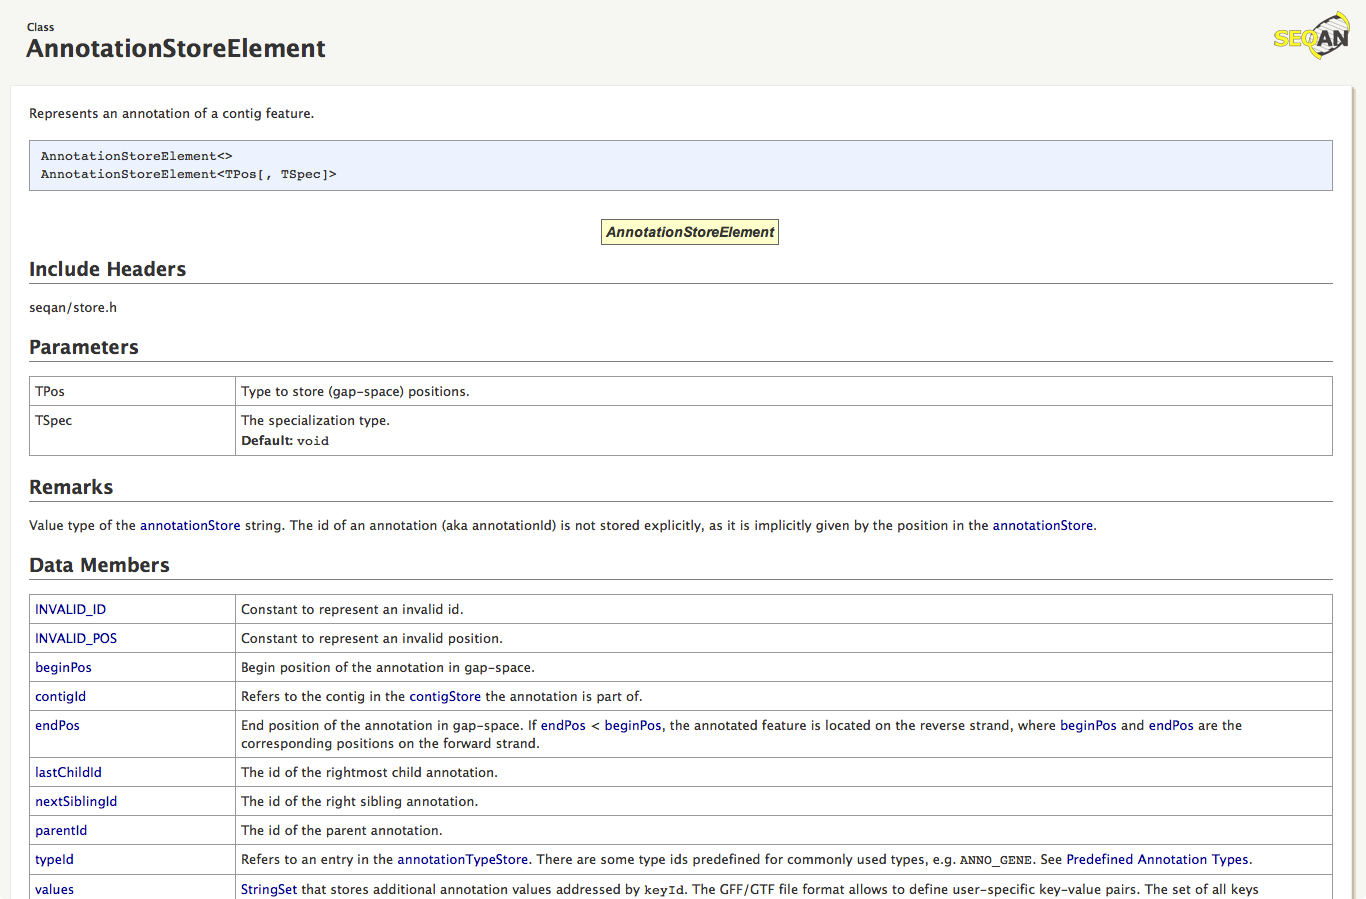 Class
AnnotationStoreElement
SEQAN
Represents an annotation of a contig feature.
AnnotationStoreElement<>
AnnotationStoreElement<TPos[, TSpec]>
AnnotationStoreElement
Include Headers
seqan/store.h
Parameters
TPos Type to store (gap-space) positions.
TSpec The specialization type.
Default: void
Remarks
Value type of the annotationStore string. The id of an annotation (aka annotationId) is not stored explicitly, as it is implicitly given by the position in the annotationStore.
Data Members
INVALID_ID Constant to represent an invalid id.
INVALID_POS Constant to represent an invalid position.
beginPos Begin position of the annotation in gap-space.
contigId Refers to the contig in the contigStore the annotation is part of.
endPos End position of the annotation in gap-space. If endPos < beginPos, the annotated feature is located on the reverse strand, where beginPos and endPos are the
corresponding positions on the forward strand.
lastChildId The id of the rightmost child annotation.
nextSiblingId The id of the right sibling annotation.
parentId The id of the parent annotation.
typeId Refers to an entry in the annotationTypeStore. There are some type ids predefined for commonly used types, e.g. ANNO_GENE. See Predefined Annotation Types.
values StringSet that stores additional annotation values addressed by keyId. The GFF/GTF file format allows to define user-specific key-value pairs. The set of all keys